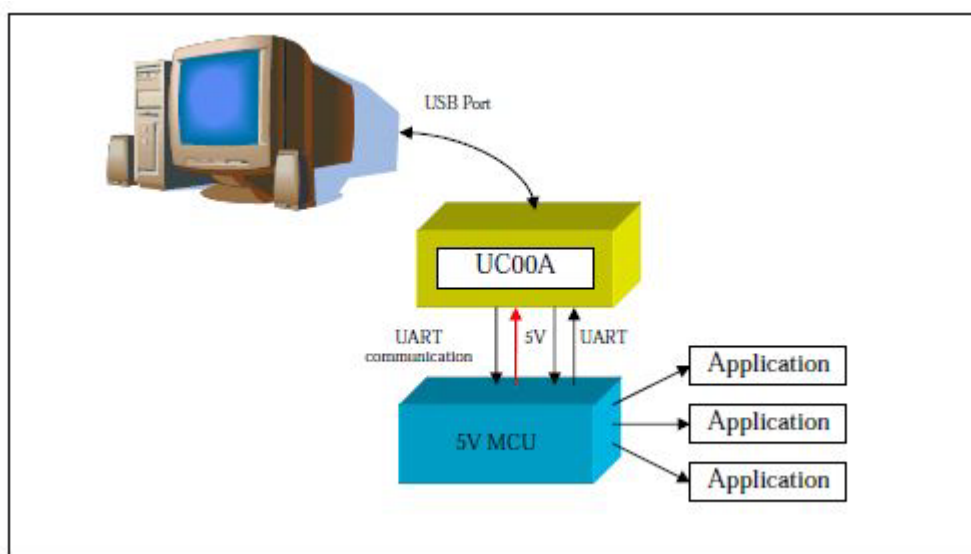 USB Port
UC00A
UART
communication
5V
UART
5V MCU
Application
Application
Application